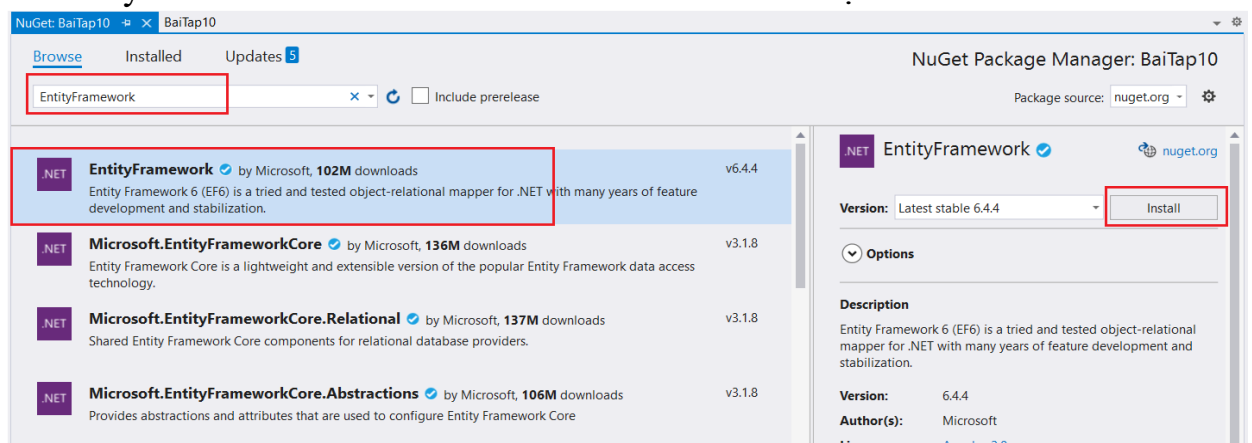 NuGet: BaiTap10 BaiTap10
Browse Installed Updates 5
NuGet Package Manager: BaiTap10
EntityFramework Include prerelease
Package source: nuget.org
.NET EntityFramework by Microsoft, 102M downloads v6.4.4
Entity Framework 6 (EF6) is a tried and tested object-relational mapper for .NET with many years of feature
development and stabilization.
.NET Microsoft.EntityFrameworkCore by Microsoft, 136M downloads v3.1.8
Entity Framework Core is a lightweight and extensible version of the popular Entity Framework data access
technology.
.NET Microsoft.EntityFrameworkCore.Relational by Microsoft, 137M downloads v3.1.8
Shared Entity Framework Core components for relational database providers.
.NET Microsoft.EntityFrameworkCore.Abstractions by Microsoft, 106M downloads v3.1.8
Provides abstractions and attributes that are used to configure Entity Framework Core
.NET EntityFramework nuget.org
Version: Latest stable 6.4.4 Install
Options
Description
Entity Framework 6 (EF6) is a tried and tested object-relational
mapper for .NET with many years of feature development and
stabilization.
Version: 6.4.4
Author(s): Microsoft